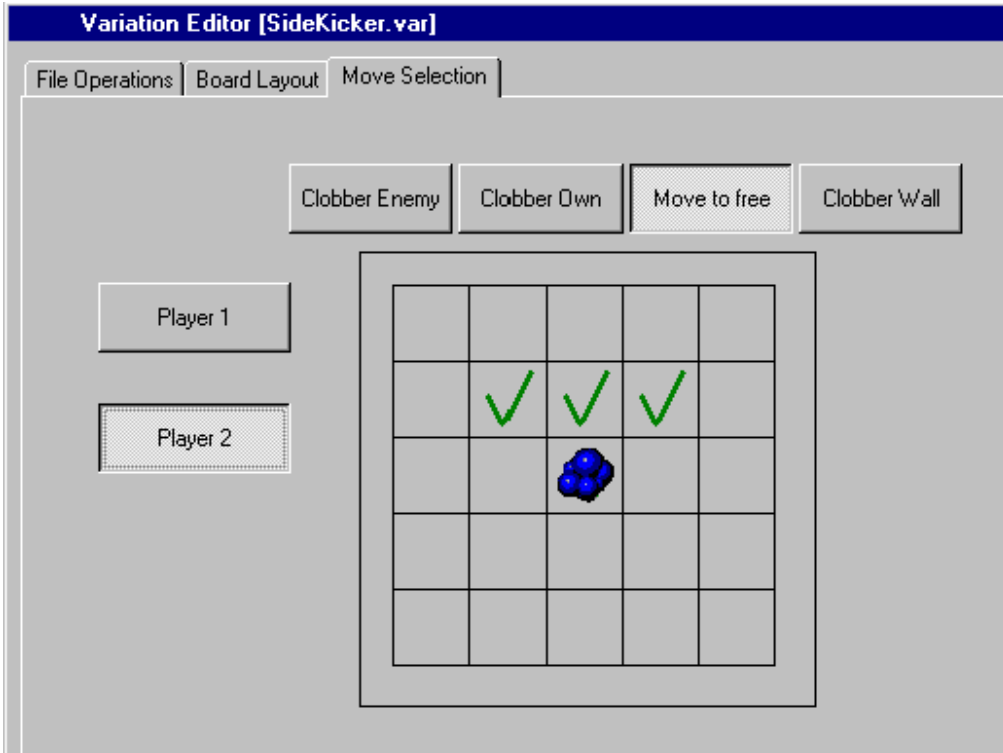 Variation Editor [SideKicker.var]
File Operations Board Layout Move Selection
Clobber Enemy Clobber Own Move to free Clobber Wall
Player 1
Player 2